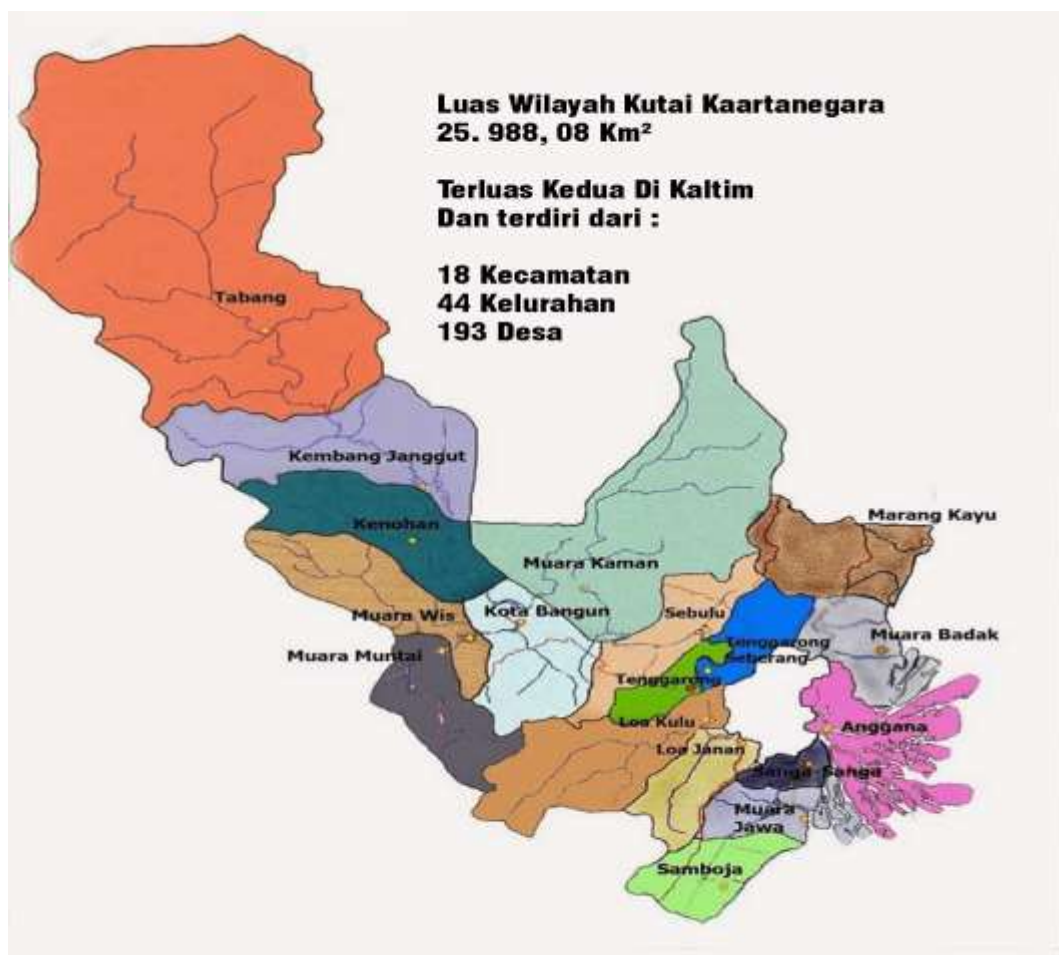 Luas Wilayah Kutai Kaartanegara
25. 988, 08 Km²
Terluas Kedua Di Kaltim
Dan terdiri dari :
18 Kecamatan
44 Kelurahan
193 Desa
Tabang
Kembang Janggut
Kenohan
Marang Kayu
Muara Kaman
Muara Wis
Kota Bangun
Sebulu
Muara Badak
Tenggarong
Seberang
Muara Muntai
Tenggarong
Loa Kulu
Anggana
Loa Janan
Sanga-Sanga
Muara
Jawa
Samboja